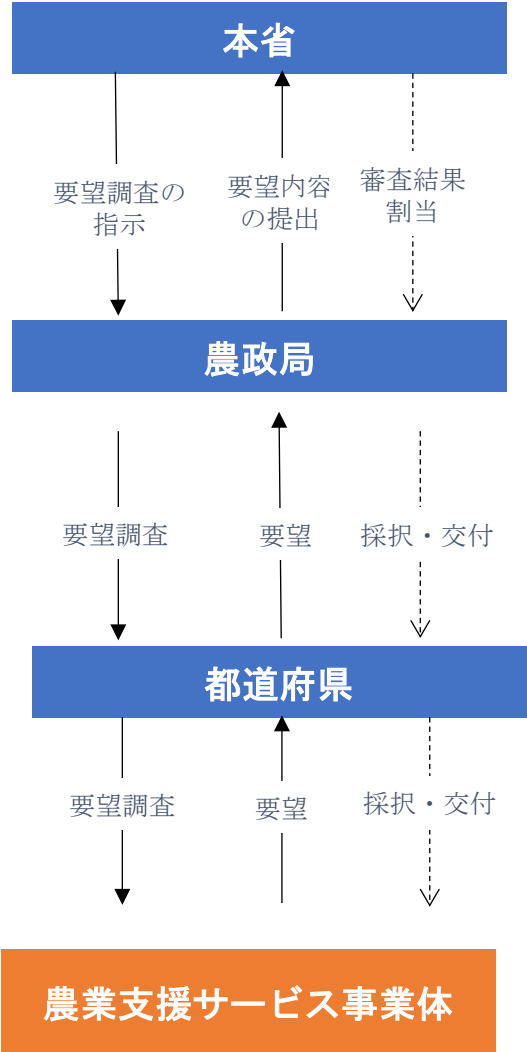 本省
要望調査の
指示
要望内容
の提出
審査結果
割当
農政局
要望調査
要望
採択・交付
都道府県
要望調査
要望
採択・交付
農業支援サービス事業体